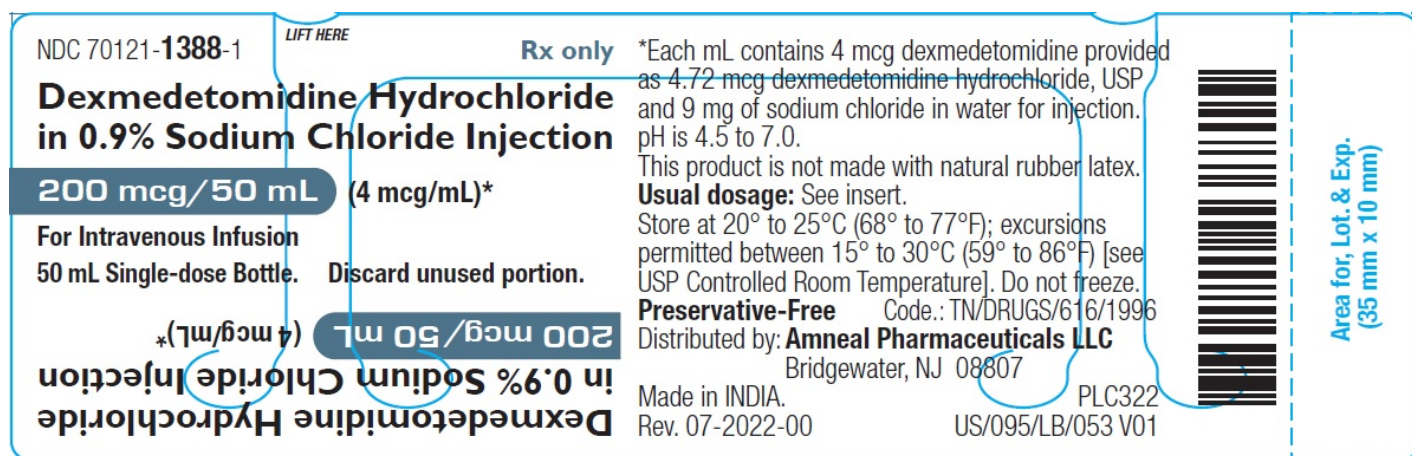 NDC 70121-1388-1
LIFT HERE
Rx only
Dexmedetomidine Hydrochloride
in 0.9% Sodium Chloride Injection
200 mcg/50 mL (4 mcg/mL)*
For Intravenous Infusion
50 mL Single-dose Bottle. Discard unused portion.
Dexmedetomidine Hydrochloride
in 0.9% Sodium Chloride Injection
200 mcg/50 mL (4 mcg/mL)*
*Each mL contains 4 mcg dexmedetomidine provided
as 4.72 mcg dexmedetomidine hydrochloride, USP
and 9 mg of sodium chloride in water for injection.
pH is 4.5 to 7.0.
This product is not made with natural rubber latex.
Usual dosage: See insert.
Store at 20° to 25°C (68° to 77°F); excursions
permitted between 15° to 30°C (59° to 86°F) [see
USP Controlled Room Temperature]. Do not freeze.
Preservative-Free Code.: TN/DRUGS/616/1996
Distributed by: Amneal Pharmaceuticals LLC
Bridgewater, NJ 08807
Made in INDIA. PLC322
Rev. 07-2022-00 US/095/LB/053 V01
Area for, Lot. & Exp.
(35 mm x 10 mm)